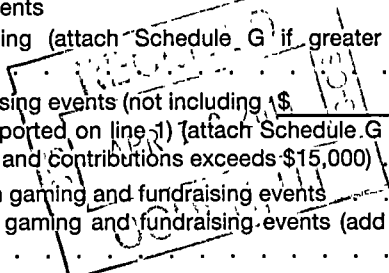 ents
ing (attach Schedule G if greater
. . . . . . . . . . . . .
sing events (not including $
ported on line 1) (attach Schedule G
and contributions exceeds $15,000) .
gaming and fundraising events . .
gaming and fundraising events (add
. . . . . . . . . . . . .